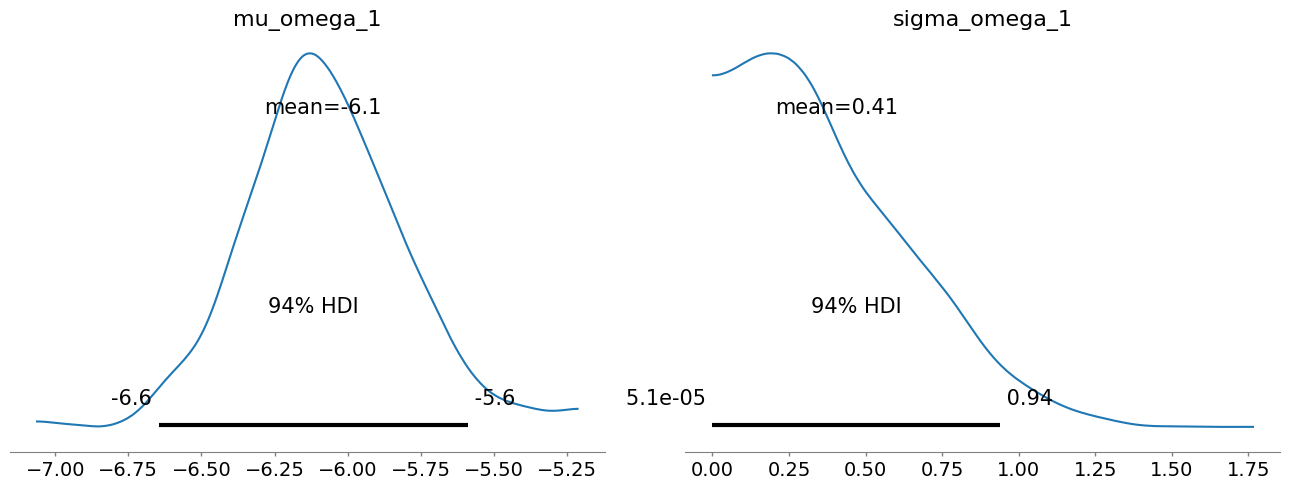 mu_omega_1
mean=-6.1
94% HDI
-6.6
-5.6
−7.00 −6.75 −6.50 −6.25 −6.00 −5.75 −5.50 −5.25
sigma_omega_1
mean=0.41
94% HDI
5.1e-05
0.94
0.00 0.25 0.50 0.75 1.00 1.25 1.50 1.75